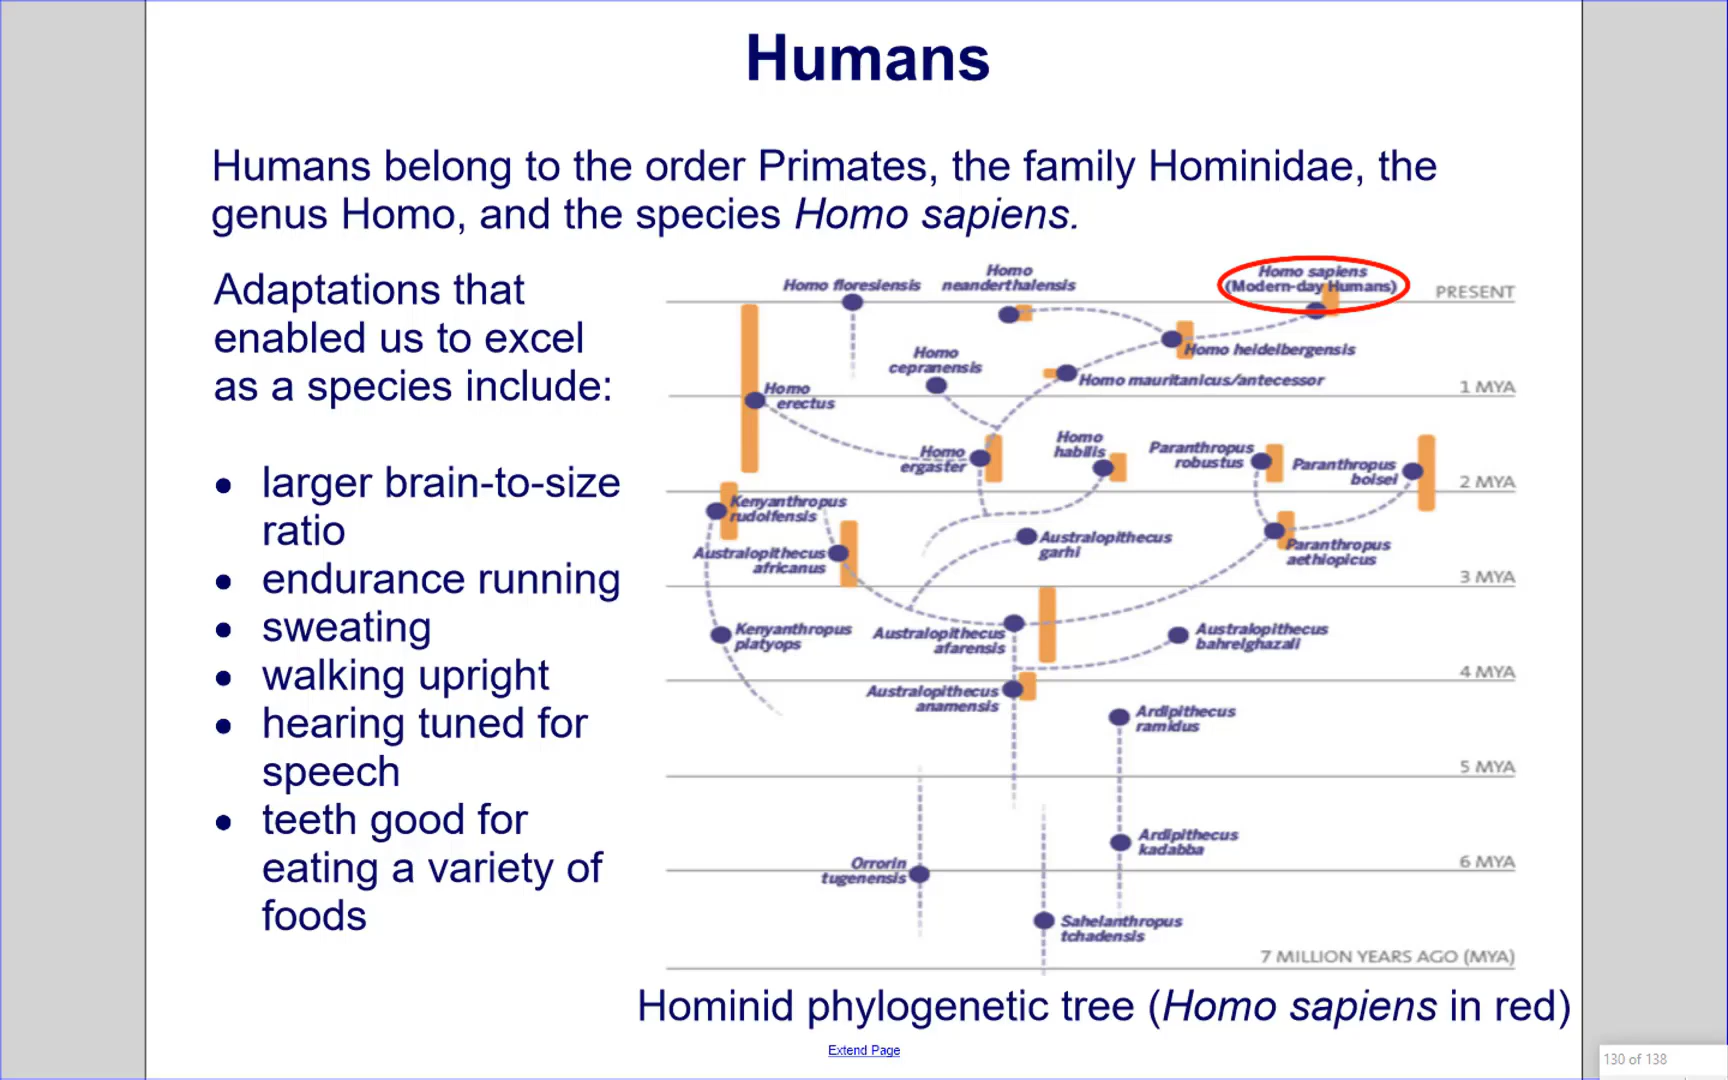 Humans
Humans belong to the order Primates, the family Hominidae, the
genus Homo, and the species Homo sapiens.
Adaptations that
enabled us to excel
as a species include:
larger brain-to-size
ratio
endurance running
sweating
walking upright
hearing tuned for
speech
teeth good for
eating a variety of
foods
Homo floresiensis
Homo
neanderthalensis
Homo sapiens
(Modern-day Humans)
PRESENT
Homo heidelbergensis
Homo
cepranensis
Homo mauritanicus/antecessor
1 MYA
Homo
erectus
Homo
ergaster
Homo
habilis
Paranthropus
robustus
Paranthropus
boisei
2 MYA
Kenyanthropus
rudolfensis
Australopithecus
africanus
Australopithecus
garhi
Paranthropus
aethiopicus
3 MYA
Kenyanthropus
platyops
Australopithecus
afarensis
Australopithecus
bahrelghazali
4 MYA
Australopithecus
anamensis
Ardipithecus
ramidus
5 MYA
Ardipithecus
kadabba
6 MYA
Orrorin
tugenensis
Sahelanthropus
tchadensis
7 MILLION YEARS AGO (MYA)
Hominid phylogenetic tree (Homo sapiens in red)
Extend Page
130 of 138